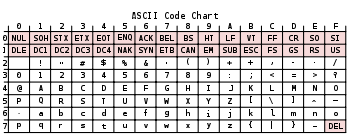 ASCII Code Chart
0 1 2 3 4 5 6 7 8 9 A B C D E F
0 NUL SOH STX ETX EOT ENQ ACK BEL BS HT LF VT FF CR SO SI
1 DLE DC1 DC2 DC3 DC4 NAK SYN ETB CAN EM SUB ESC FS GS RS US
2 ! " # $ % & ' ( ) * + , - . /
3 0 1 2 3 4 5 6 7 8 9 : ; < = > ?
4 @ A B C D E F G H I J K L M N O
5 P Q R S T U V W X Y Z [ \ ] ^ _
6 ` a b c d e f g h i j k l m n o
7 p q r s t u v w x y z { | } ~ DEL